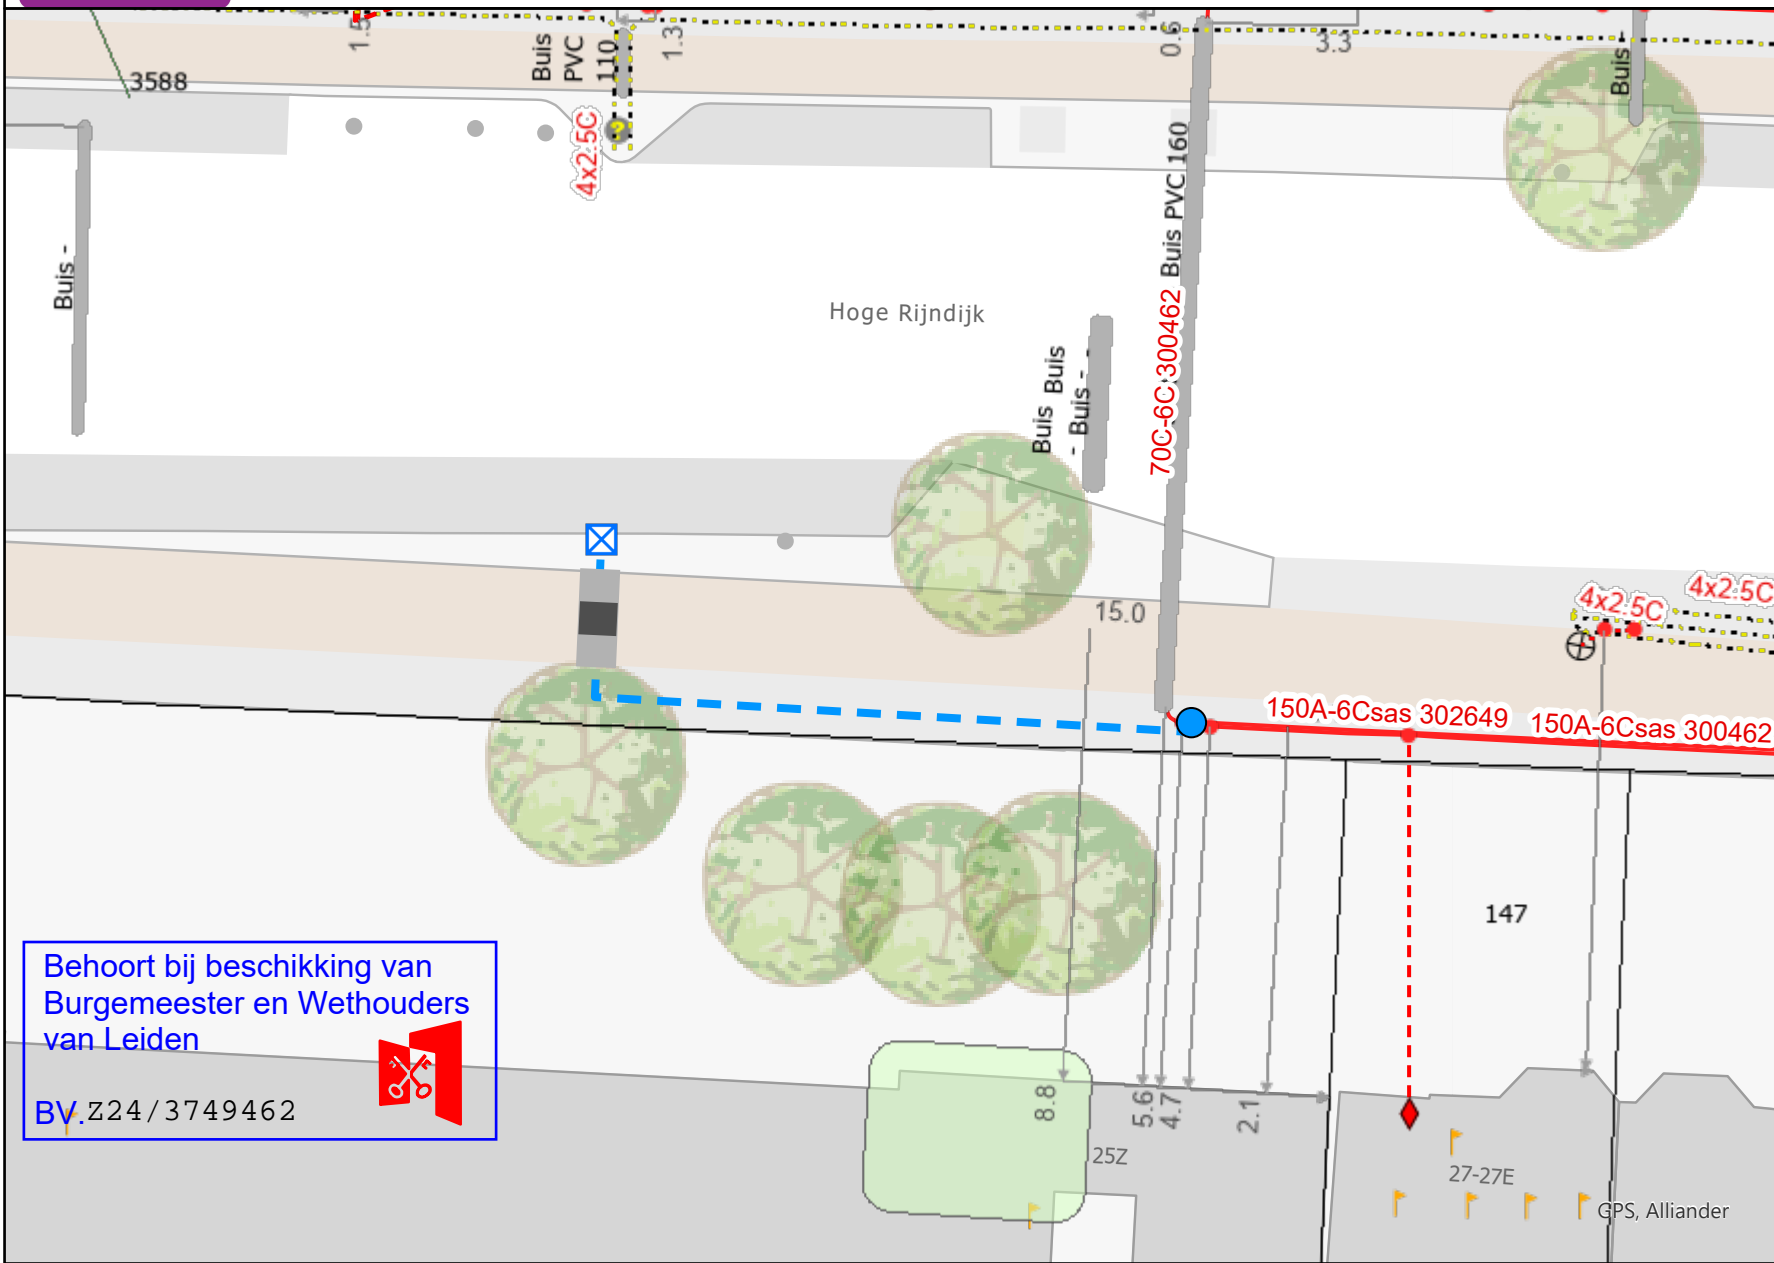 1.5
Buis
PVC
110
1.3
0.6
3.3
Buis -
3588
4x2.5C
Buis PVC 160
Buis -
Hoge Rijndijk
70C-6C 300462
Buis Buis
- Buis -
15.0
4x2.5C
4x2.5C
150A-6Csas 302649
150A-6Csas 300462
147
Behoort bij beschikking van
Burgemeester en Wethouders
van Leiden
BV. Z24/3749462
8.8
5.6
4.7
2.1
25Z
27-27E
GPS, Alliander